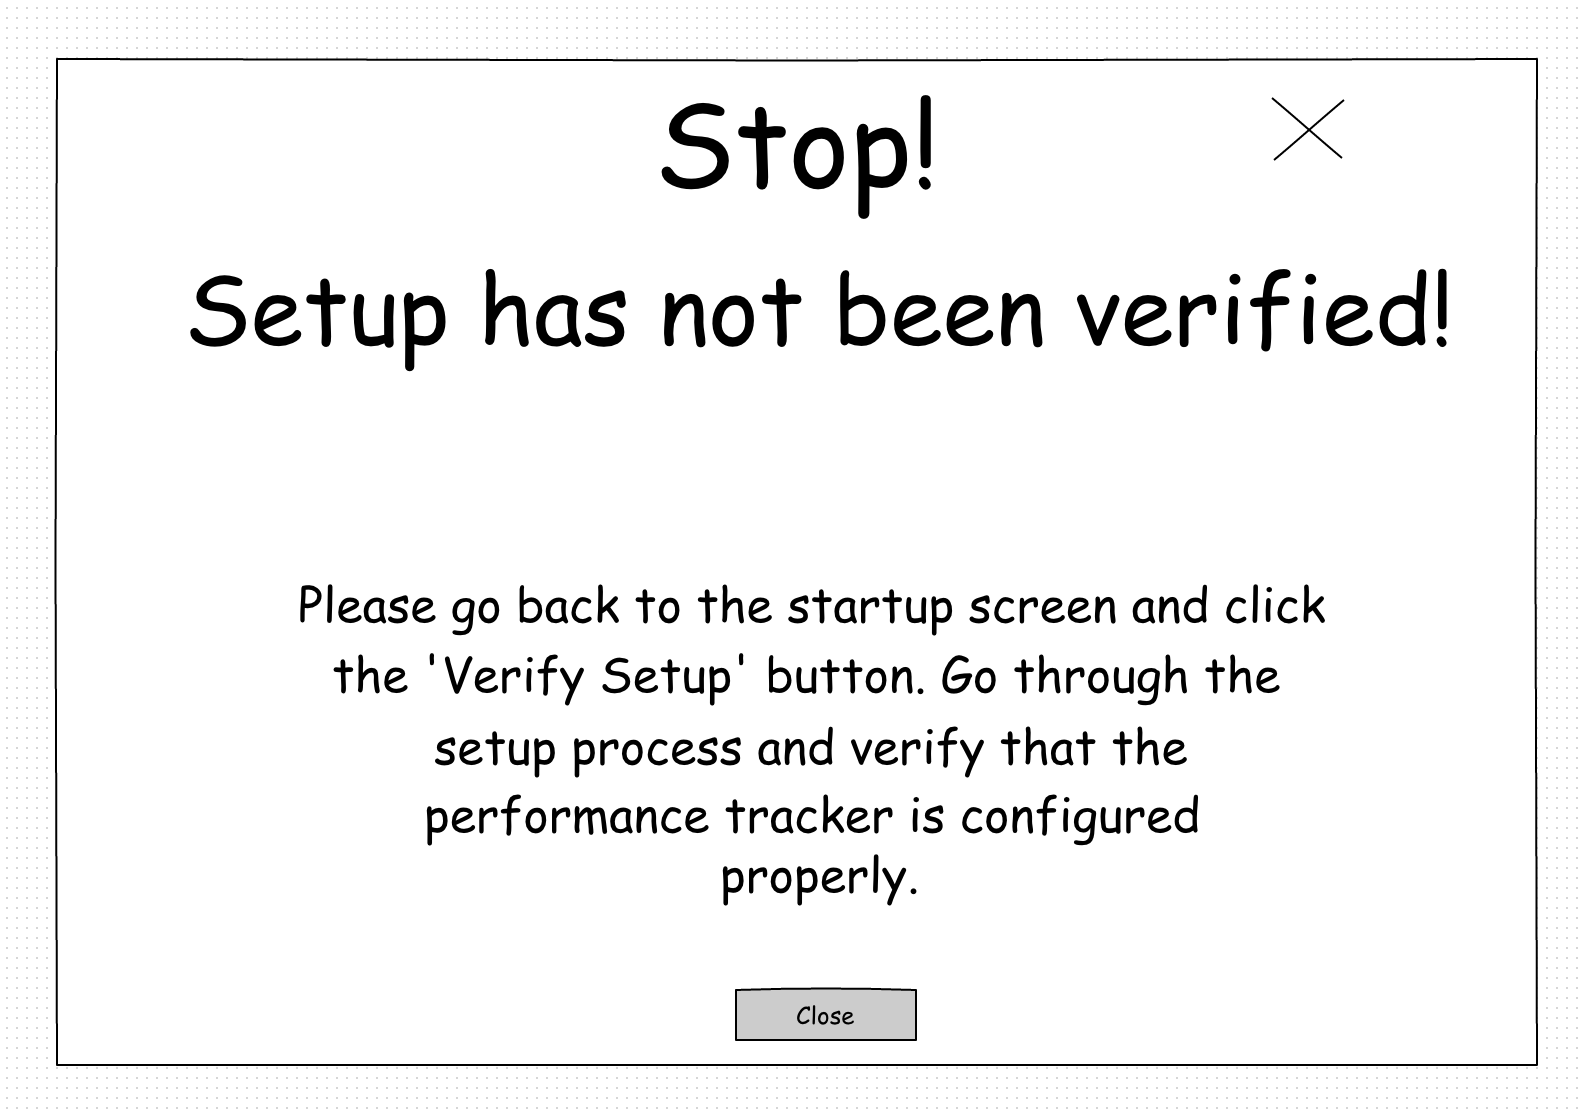 Stop!
Setup has not been verified!
Please go back to the startup screen and click
the 'Verify Setup' button. Go through the
setup process and verify that the
performance tracker is configured
properly.
Close